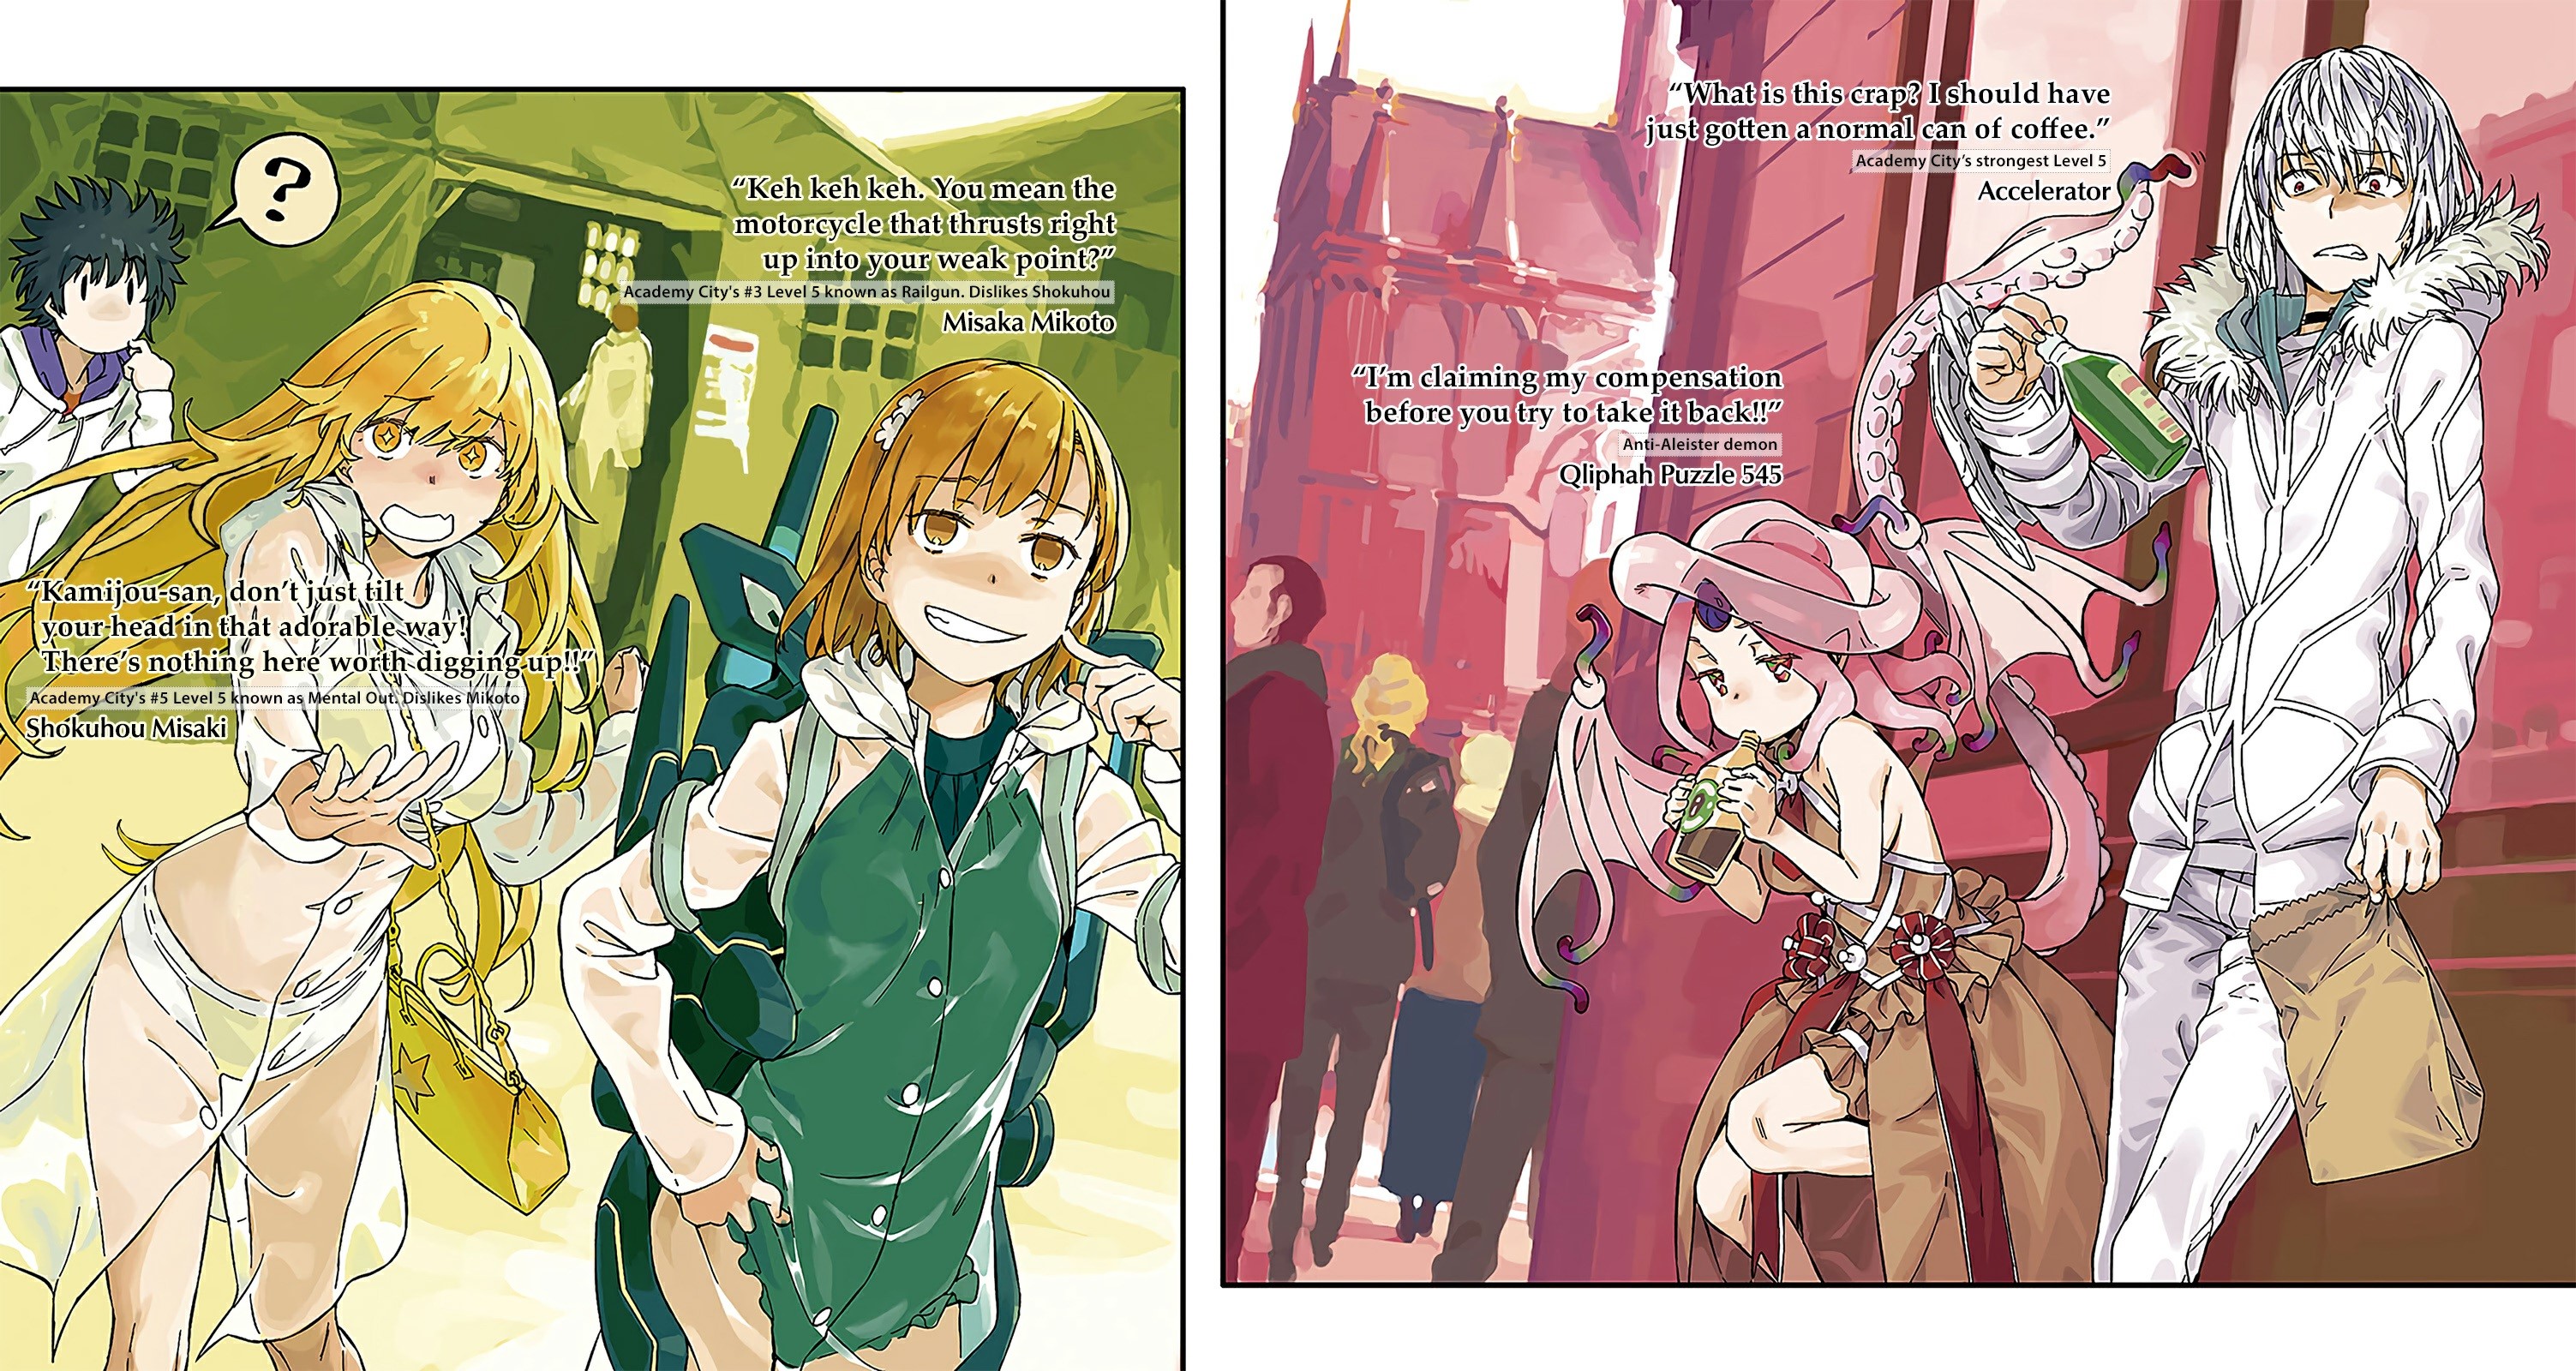 ?
“Keh keh keh. You mean the
motorcycle that thrusts right
up into your weak point?”
Academy City's #3 Level 5 known as Railgun. Dislikes Shokuhou
Misaka Mikoto
“Kamijou-san, don’t just tilt
your head in that adorable way!
There’s nothing here worth digging up!!”
Academy City's #5 Level 5 known as Mental Out. Dislikes Mikoto
Shokuhou Misaki
“What is this crap? I should have
just gotten a normal can of coffee.”
Academy City’s strongest Level 5
Accelerator
“I’m claiming my compensation
before you try to take it back!!”
Anti-Aleister demon
Qliphah Puzzle 545